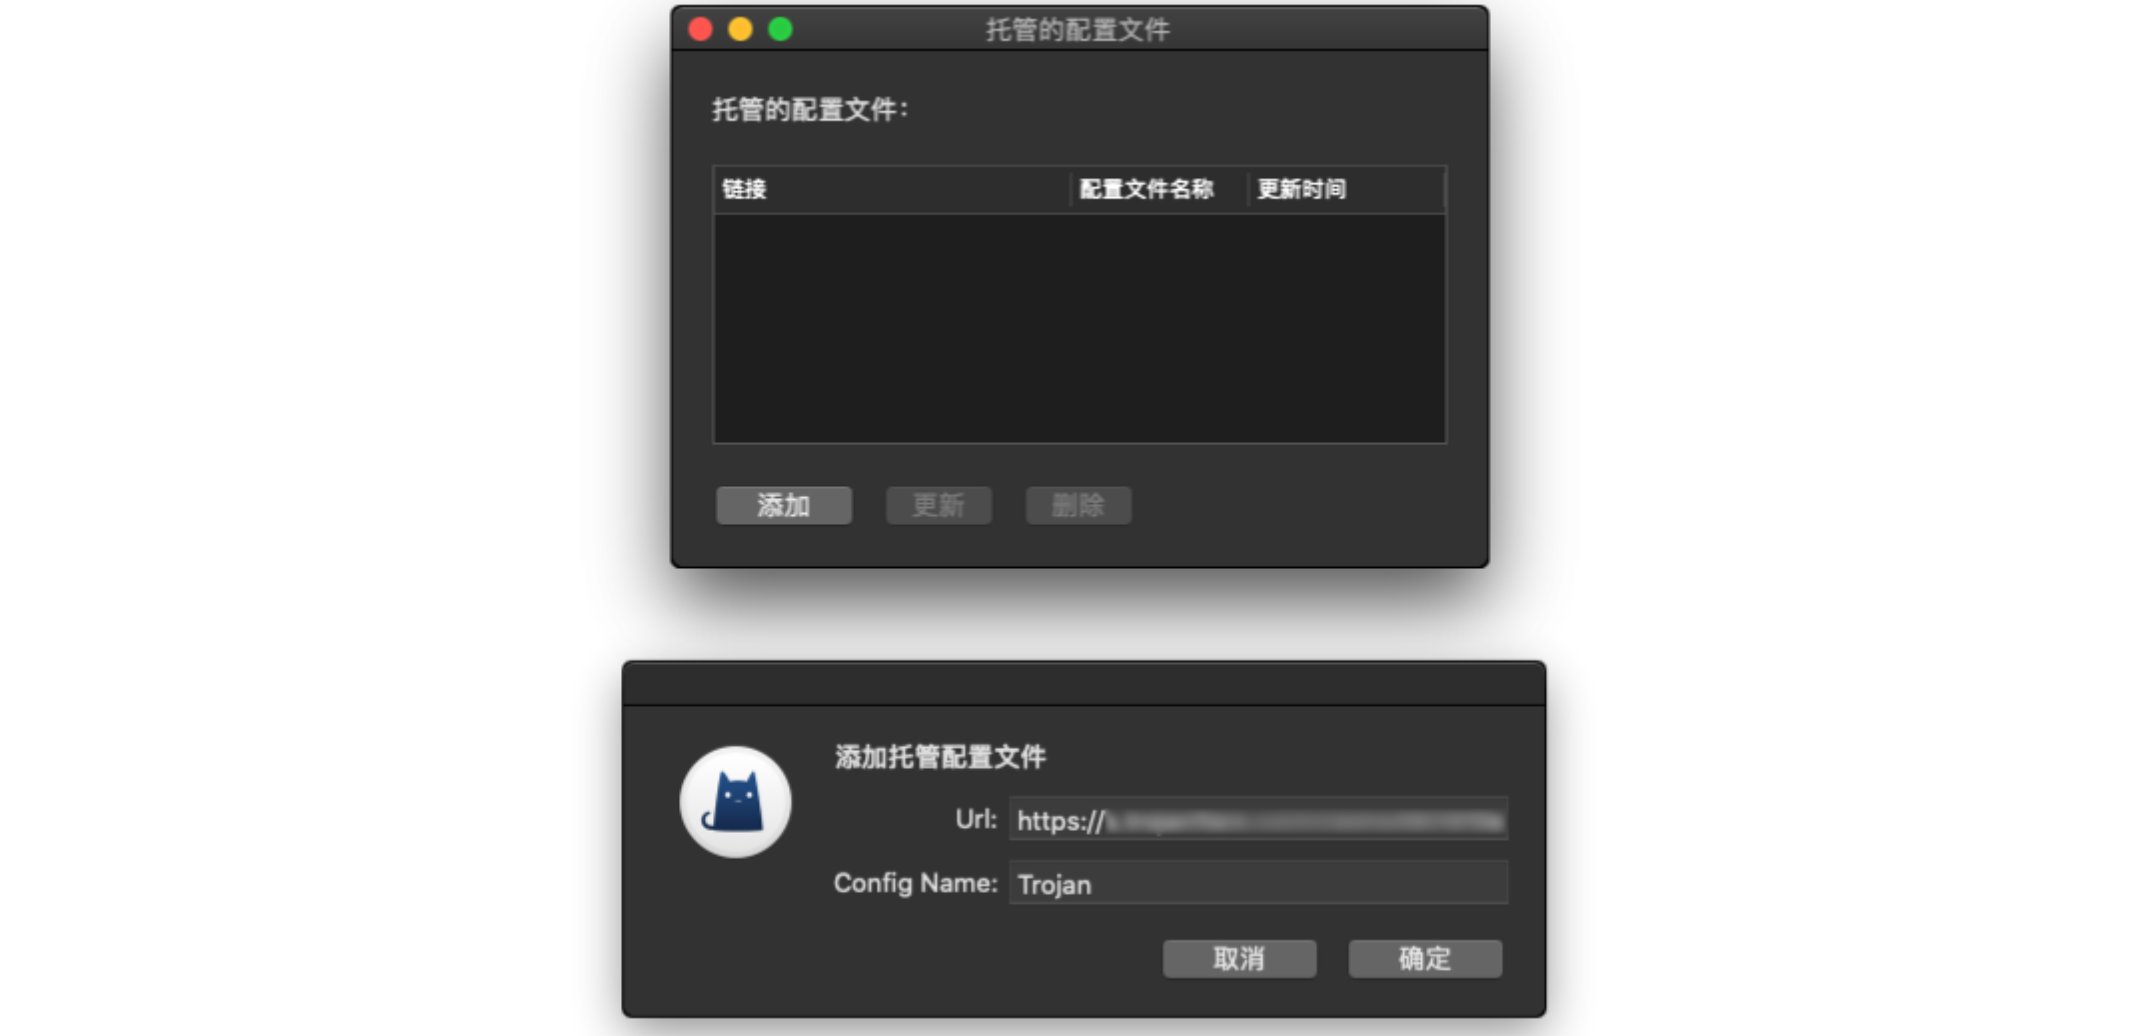 托管的配置文件
托管的配置文件：
链接 配置文件名称 更新时间
添加 更新 删除
添加托管配置文件
Url: https://
Config Name: Trojan
取消 确定